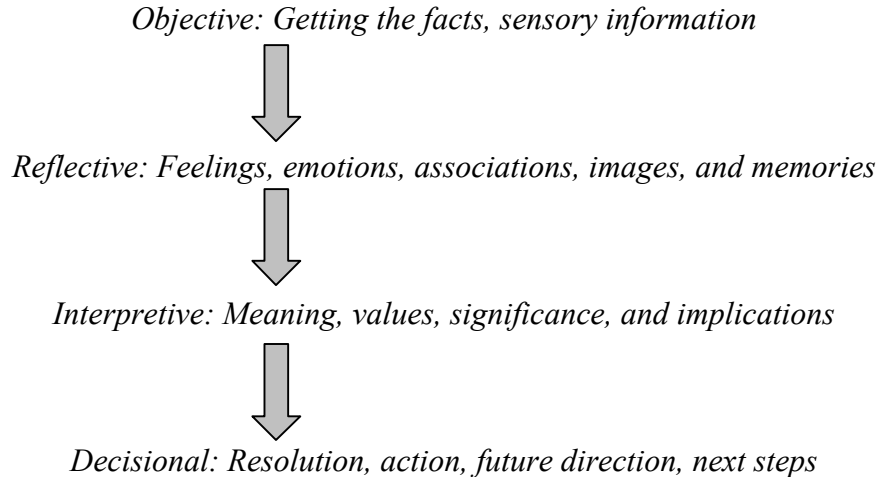 Objective: Getting the facts, sensory information
Reflective: Feelings, emotions, associations, images, and memories
Interpretive: Meaning, values, significance, and implications
Decisional: Resolution, action, future direction, next steps